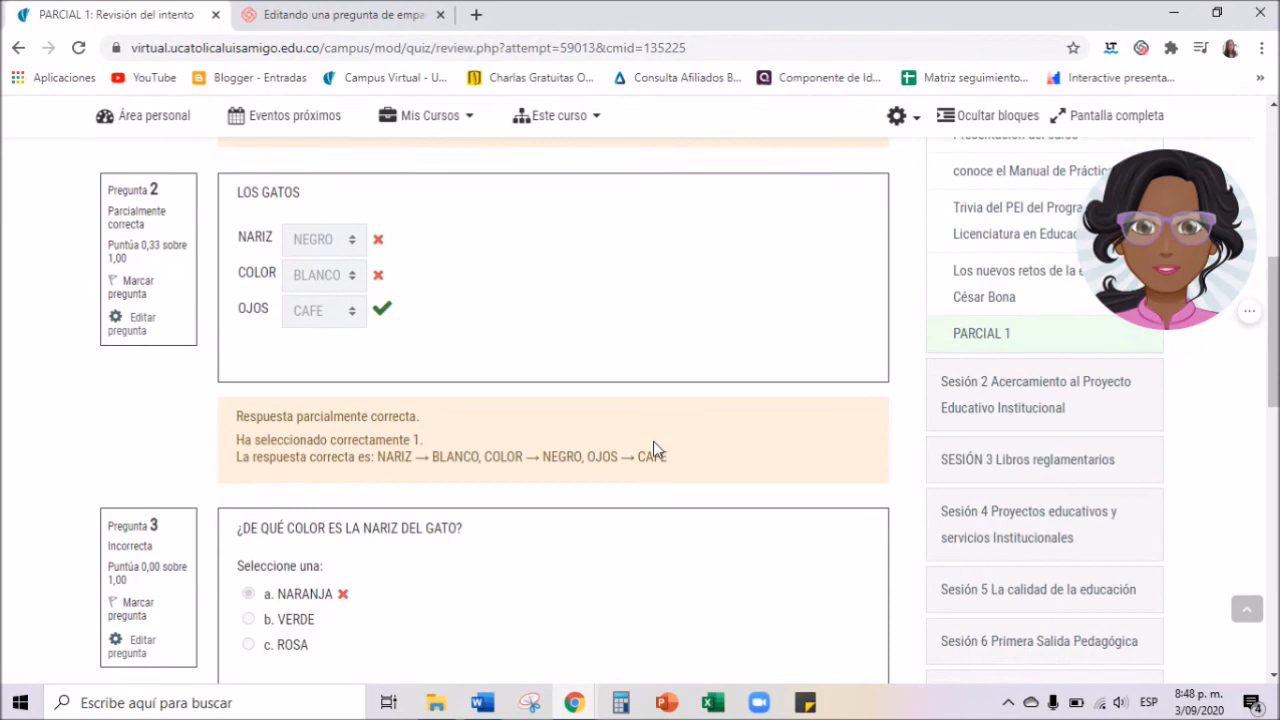 PARCIAL 1: Revisión del intento
Editando una pregunta de empa
virtual.ucatolicaluisamigo.edu.co/campus/mod/quiz/review.php?attempt=59013&cmid=135225
Aplicaciones
YouTube
Blogger - Entradas
Campus Virtual - U...
Charlas Gratuitas O...
Consulta Afiliado B...
Componente de Id...
Matriz seguimiento...
Interactive presenta...
Área personal
Eventos próximos
Mis Cursos
Este curso
Ocultar bloques
Pantalla completa
Pregunta 2
Parcialmente
correcta
Puntúa 0,33 sobre
1,00
Marcar
pregunta
Editar
pregunta
LOS GATOS
NARIZ NEGRO
COLOR BLANCO
OJOS CAFE
Respuesta parcialmente correcta.
Ha seleccionado correctamente 1.
La respuesta correcta es: NARIZ → BLANCO, COLOR → NEGRO, OJOS → CAFE
Pregunta 3
Incorrecta
Puntúa 0,00 sobre
1,00
Marcar
pregunta
Editar
pregunta
¿DE QUÉ COLOR ES LA NARIZ DEL GATO?
Seleccione una:
a. NARANJA
b. VERDE
c. ROSA
conoce el Manual de Práctic
Trivia del PEI del Progra
Licenciatura en Educac
Los nuevos retos de la e
César Bona
PARCIAL 1
Sesión 2 Acercamiento al Proyecto
Educativo Institucional
SESIÓN 3 Libros reglamentarios
Sesión 4 Proyectos educativos y
servicios Institucionales
Sesión 5 La calidad de la educación
Sesión 6 Primera Salida Pedagógica
Escribe aquí para buscar
ESP
8:48 p. m.
3/09/2020
4